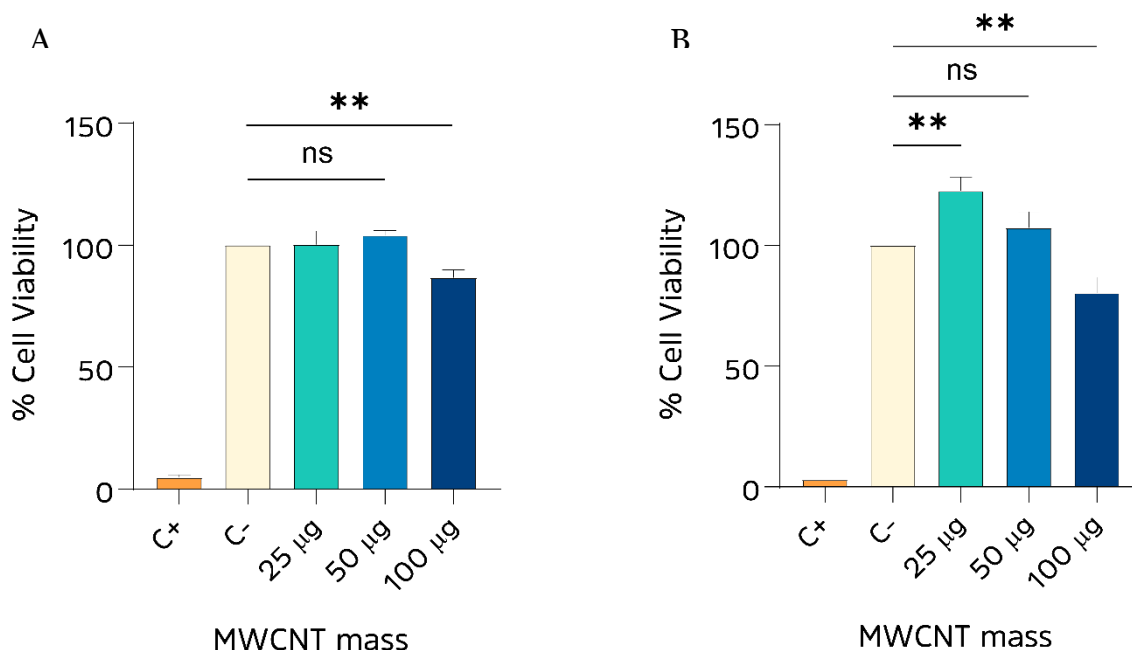 A
**
ns
150
100
50
0
% Cell Viability
C+
C-
25 µg
50 µg
100 µg
MWCNT mass
B
**
ns
**
150
100
50
0
% Cell Viability
C+
C-
25 µg
50 µg
100 µg
MWCNT mass